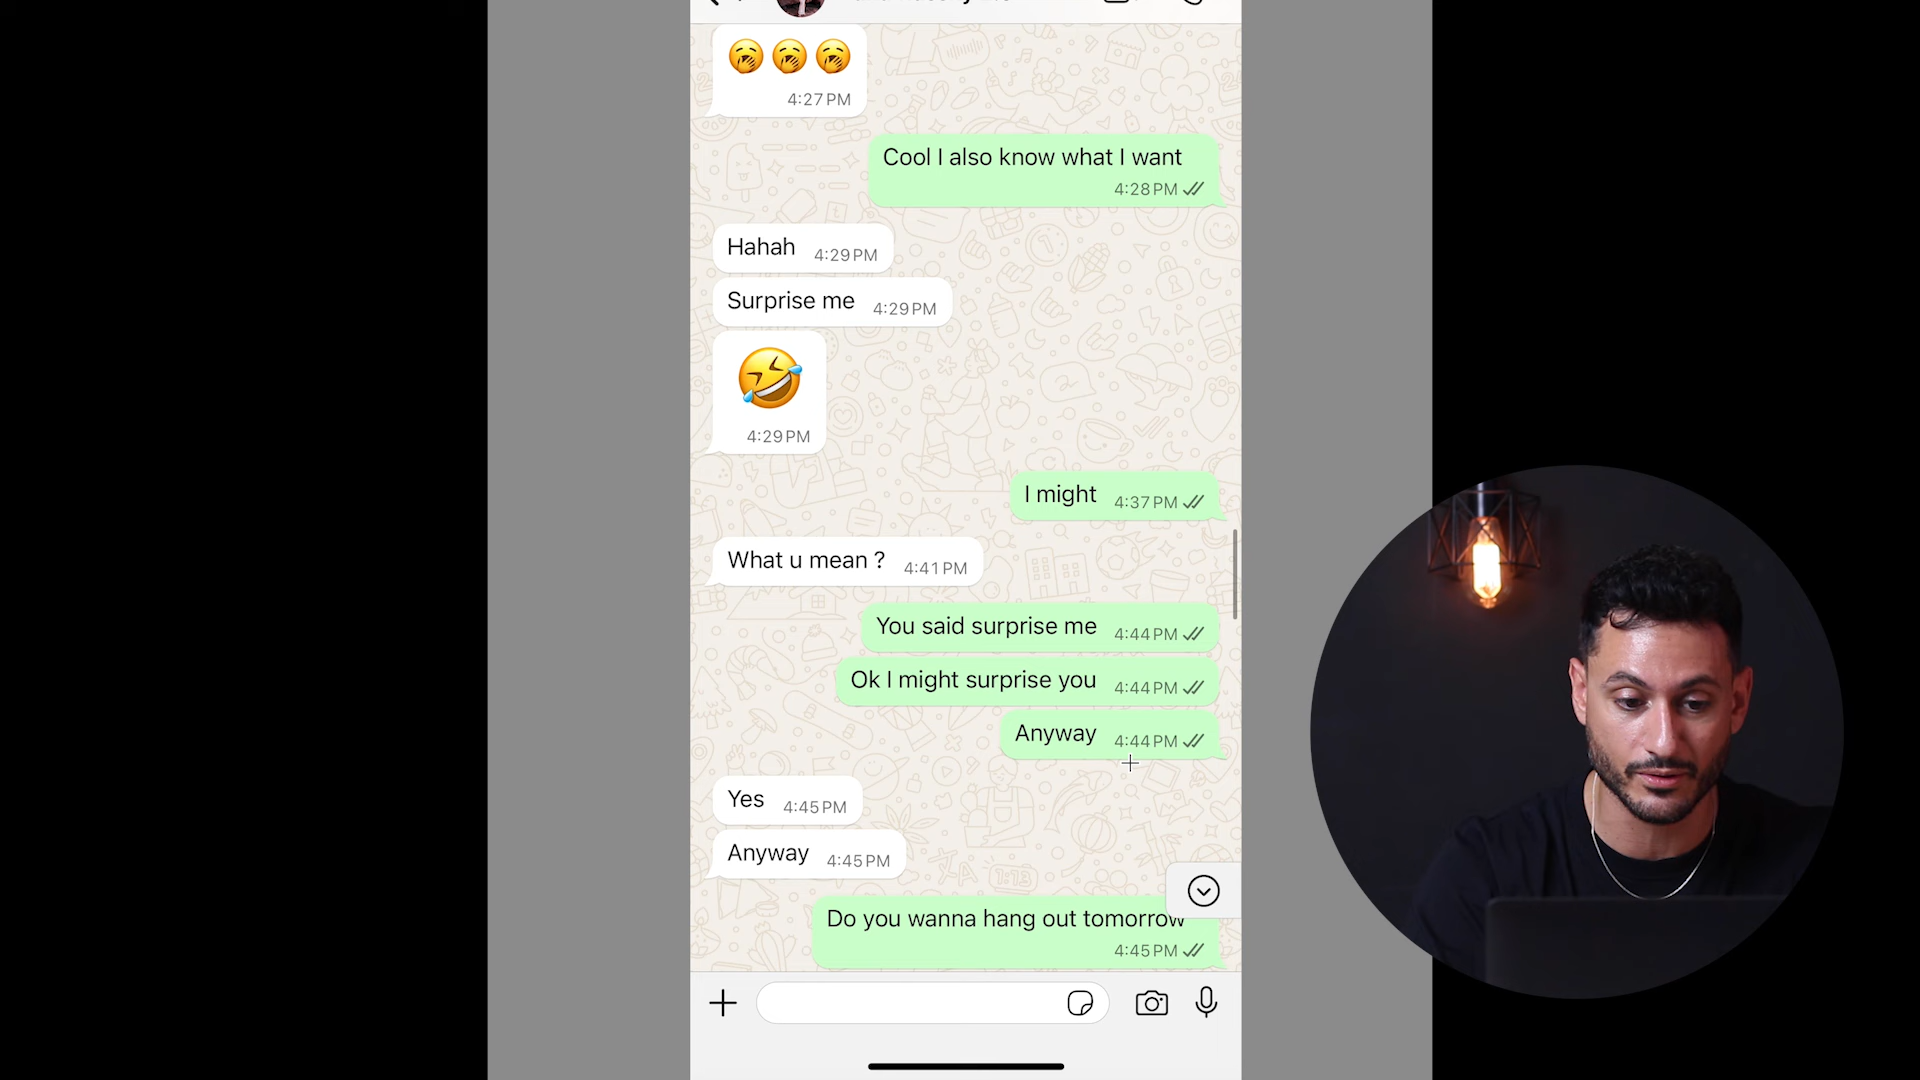 4:27 PM
Cool I also know what I want
4:28 PM
Hahah 4:29 PM
Surprise me 4:29 PM
4:29 PM
I might 4:37 PM
What u mean ? 4:41 PM
You said surprise me 4:44 PM
Ok I might surprise you 4:44 PM
Anyway 4:44 PM
Yes 4:45 PM
Anyway 4:45 PM
Do you wanna hang out tomorrow
4:45 PM